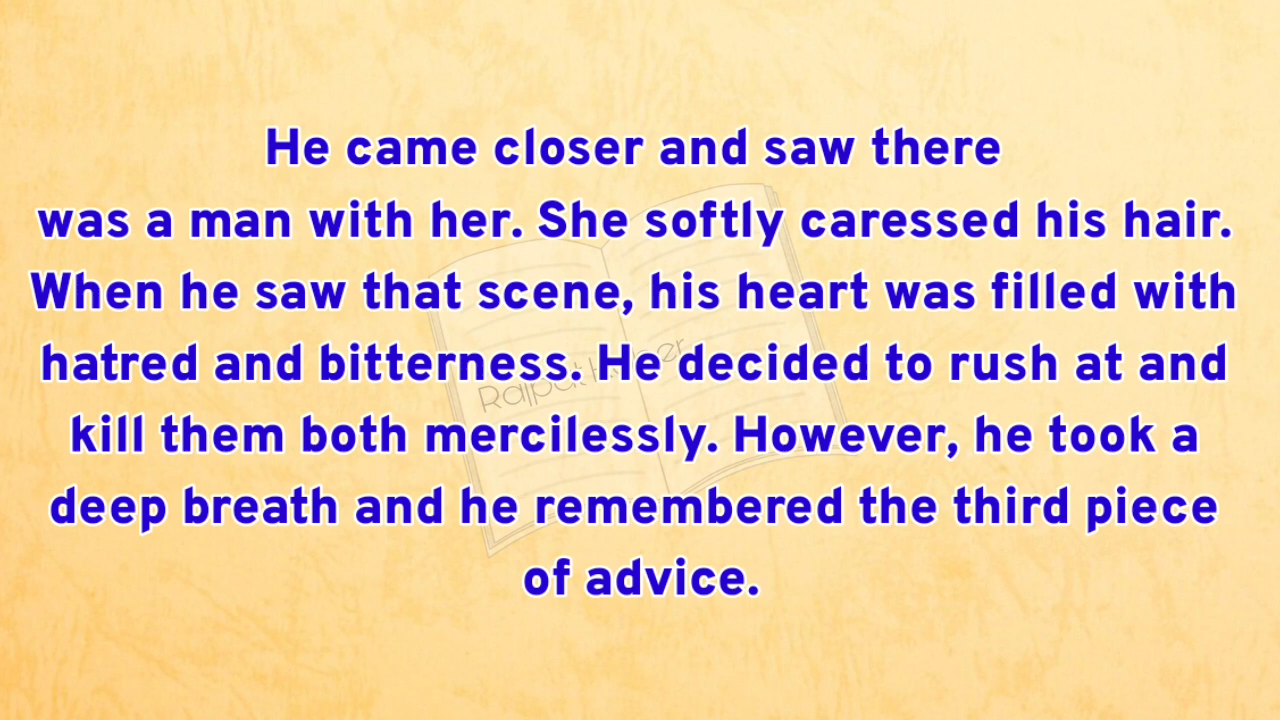 He came closer and saw there
was a man with her. She softly caressed his hair.
When he saw that scene, his heart was filled with
hatred and bitterness. He decided to rush at and
kill them both mercilessly. However, he took a
deep breath and he remembered the third piece
of advice.